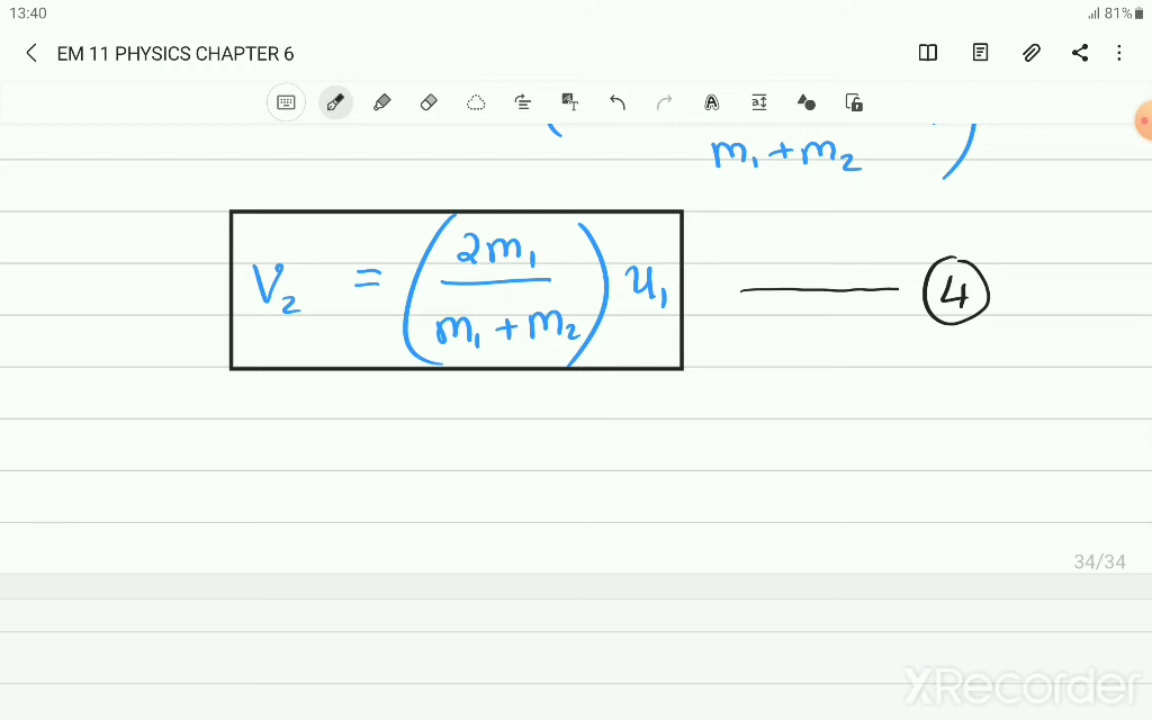 13:40
81%
EM 11 PHYSICS CHAPTER 6
m₁ + m₂
V₂ = (2m₁ / m₁ + m₂) u₁ ——— ④
34/34
XRecorder